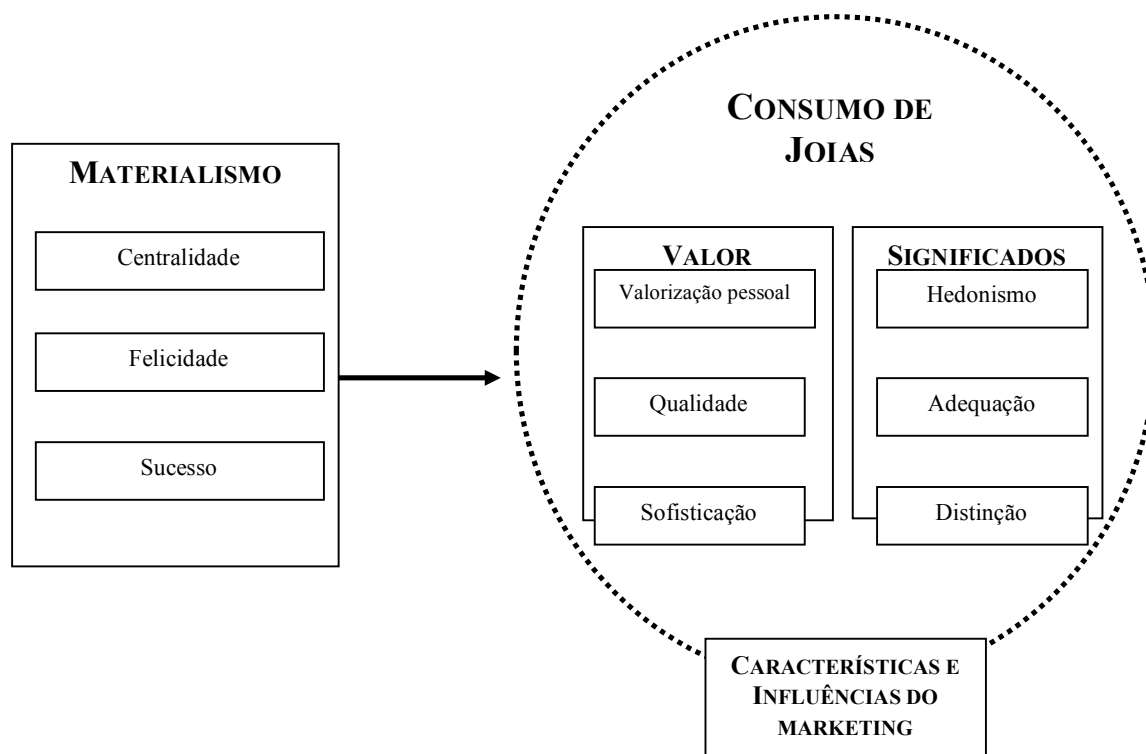 MATERIALISMO
Centralidade
Felicidade
Sucesso
CONSUMO DE
JOIAS
VALOR
Valorização pessoal
Qualidade
Sofisticação
SIGNIFICADOS
Hedonismo
Adequação
Distinção
CARACTERÍSTICAS E
INFLUÊNCIAS DO
MARKETING